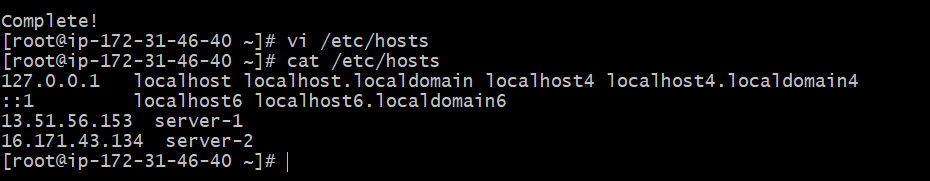 Complete!
[root@ip-172-31-46-40 ~]# vi /etc/hosts
[root@ip-172-31-46-40 ~]# cat /etc/hosts
127.0.0.1   localhost localhost.localdomain localhost4 localhost4.localdomain4
::1         localhost6 localhost6.localdomain6
13.51.56.153  server-1
16.171.43.134  server-2
[root@ip-172-31-46-40 ~]#